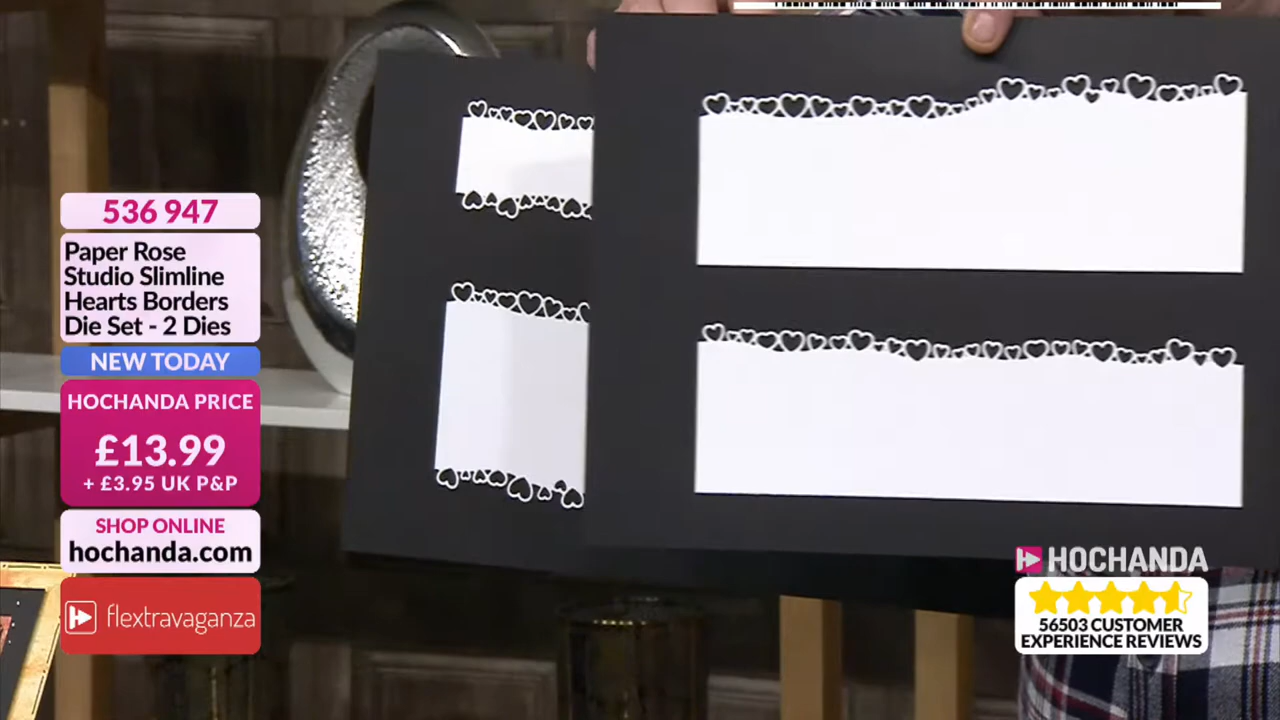 536 947
Paper Rose
Studio Slimline
Hearts Borders
Die Set - 2 Dies
NEW TODAY
HOCHANDA PRICE
£13.99
+ £3.95 UK P&P
SHOP ONLINE
hochanda.com
flextravaganza
HOCHANDA
56503 CUSTOMER
EXPERIENCE REVIEWS